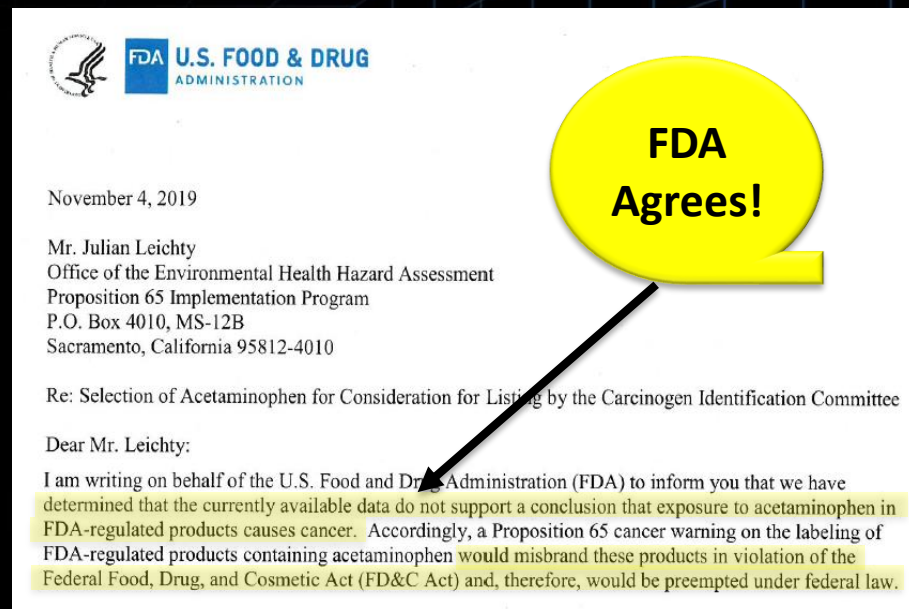 FDA U.S. FOOD & DRUG
ADMINISTRATION
FDA
Agrees!
November 4, 2019
Mr. Julian Leichty
Office of the Environmental Health Hazard Assessment
Proposition 65 Implementation Program
P.O. Box 4010, MS-12B
Sacramento, California 95812-4010
Re: Selection of Acetaminophen for Consideration for Listing by the Carcinogen Identification Committee
Dear Mr. Leichty:
I am writing on behalf of the U.S. Food and Drug Administration (FDA) to inform you that we have
determined that the currently available data do not support a conclusion that exposure to acetaminophen in
FDA-regulated products causes cancer. Accordingly, a Proposition 65 cancer warning on the labeling of
FDA-regulated products containing acetaminophen would misbrand these products in violation of the
Federal Food, Drug, and Cosmetic Act (FD&C Act) and, therefore, would be preempted under federal law.